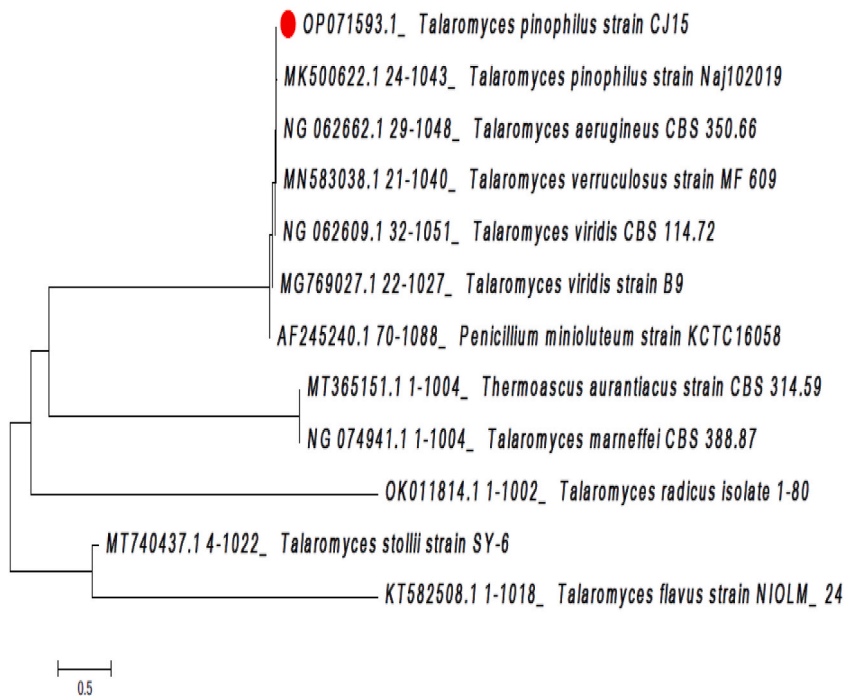 OP071593.1_ Talaromyces pinophilus strain CJ15
MK500622.1 24-1043_ Talaromyces pinophilus strain Naj102019
NG 062662.1 29-1048_ Talaromyces aerugineus CBS 350.66
MN583038.1 21-1040_ Talaromyces verruculosus strain MF 609
NG 062609.1 32-1051_ Talaromyces viridis CBS 114.72
MG769027.1 22-1027_ Talaromyces viridis strain B9
AF245240.1 70-1088_ Penicillium minioluteum strain KCTC16058
MT365151.1 1-1004_ Thermoascus aurantiacus strain CBS 314.59
NG 074941.1 1-1004_ Talaromyces marneffei CBS 388.87
OK011814.1 1-1002_ Talaromyces radicus isolate 1-80
MT740437.1 4-1022_ Talaromyces stollii strain SY-6
KT582508.1 1-1018_ Talaromyces flavus strain NIOLM_ 24
0.5